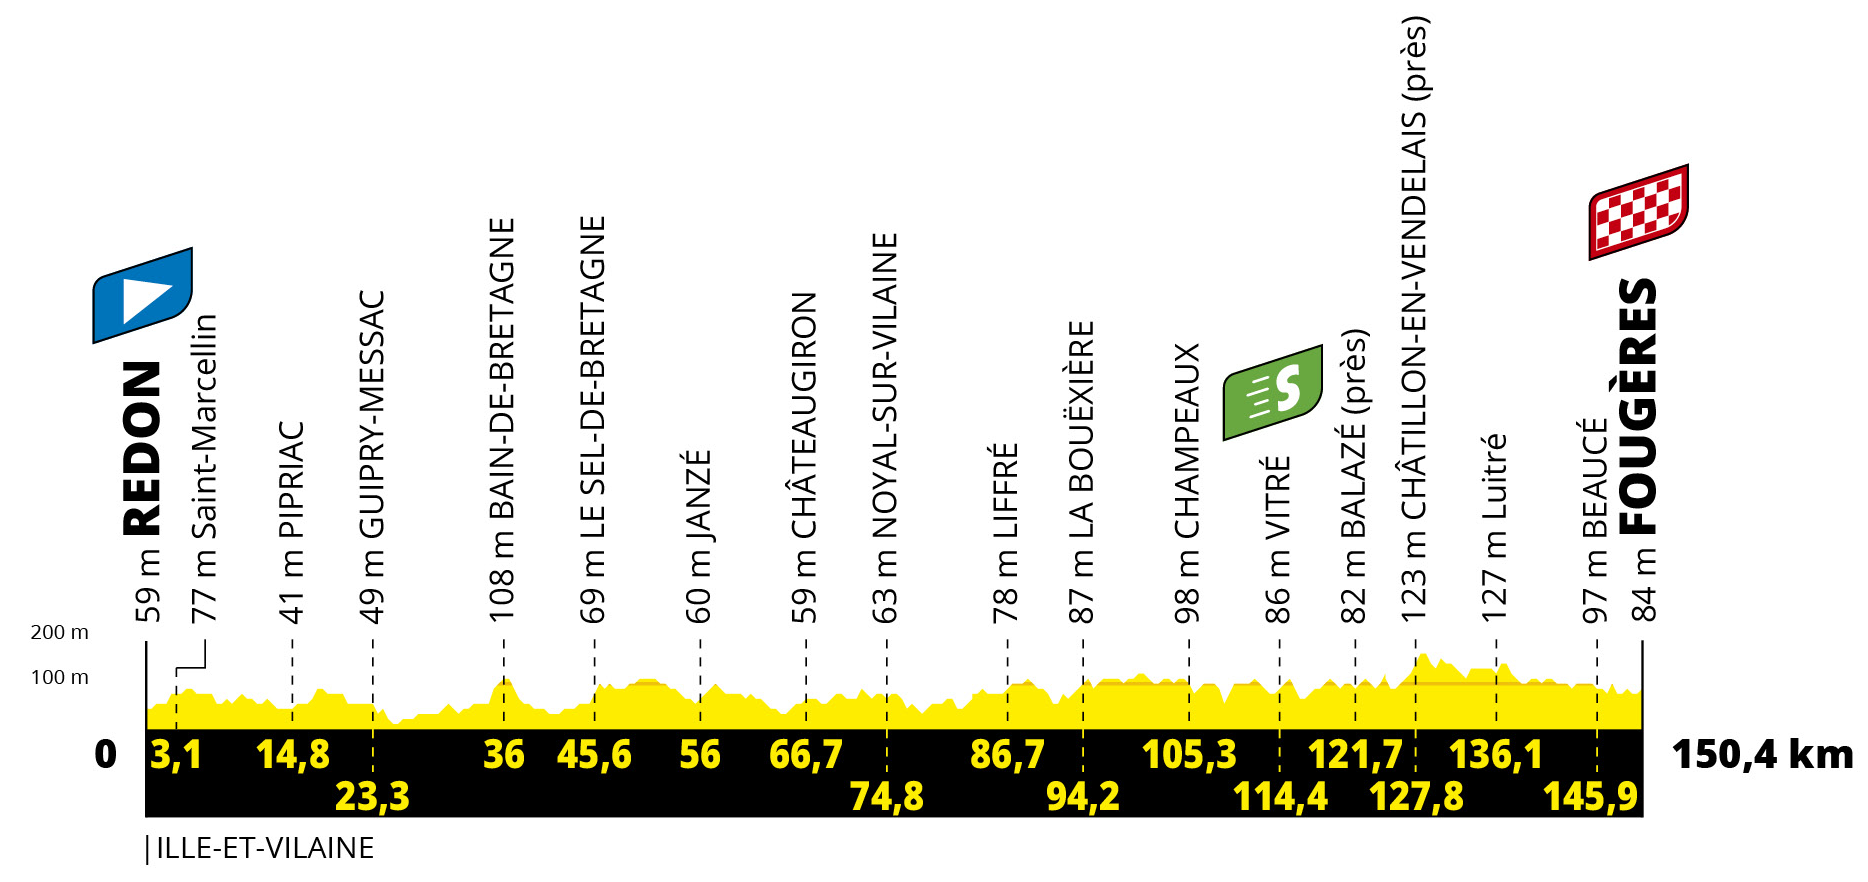 59 m REDON
77 m Saint-Marcellin
41 m PIPRIAC
49 m GUIPRY-MESSAC
108 m BAIN-DE-BRETAGNE
69 m LE SEL-DE-BRETAGNE
60 m JANZÉ
59 m CHÂTEAUGIRON
63 m NOYAL-SUR-VILAINE
78 m LIFFRÉ
87 m LA BOUËXIÈRE
98 m CHAMPEAUX
S
86 m VITRÉ
82 m BALAZÉ (près)
123 m CHÂTILLON-EN-VENDELAIS (près)
127 m Luitré
97 m BEAUCÉ
84 m FOUGÈRES
200 m
100 m
0 3,1 14,8 36 45,6 56 66,7 86,7 105,3 121,7 136,1 150,4 km
23,3 74,8 94,2 114,4 127,8 145,9
ILLE-ET-VILAINE